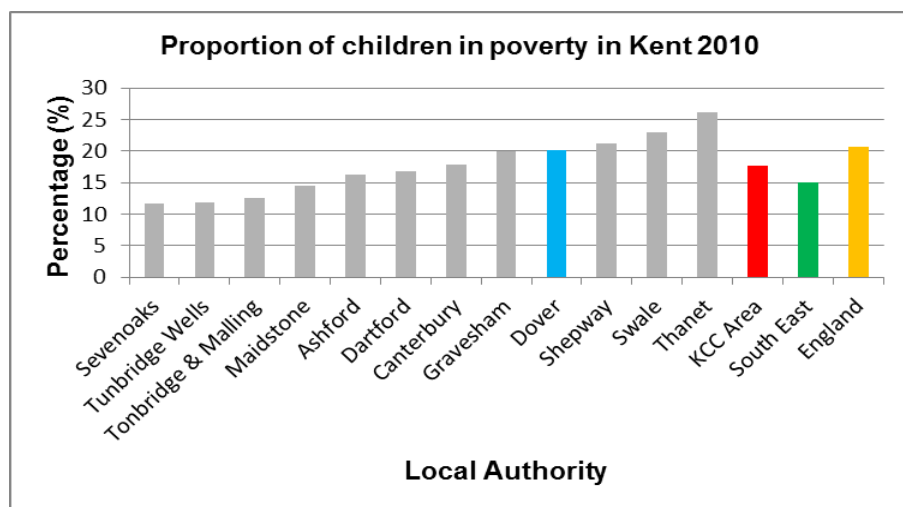 Proportion of children in poverty in Kent 2010
Percentage (%)
30
25
20
15
10
5
0
Sevenoaks
Tunbridge Wells
Tonbridge & Malling
Maidstone
Ashford
Dartford
Canterbury
Gravesham
Dover
Shepway
Swale
Thanet
KCC Area
South East
England
Local Authority